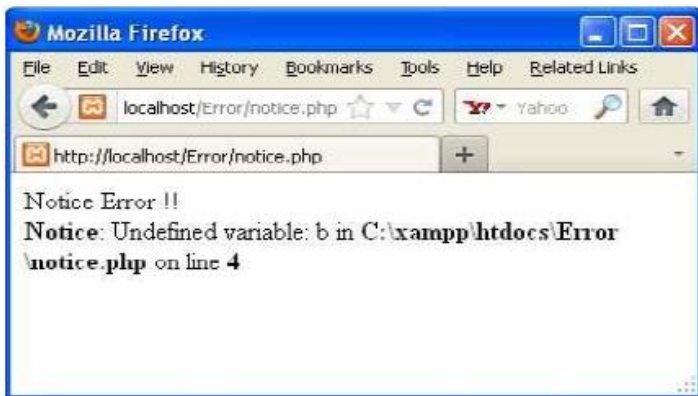 Mozilla Firefox
File Edit View History Bookmarks Tools Help Related Links
localhost/Error/notice.php Yahoo
http://localhost/Error/notice.php
Notice Error !!
Notice: Undefined variable: b in C:\xampp\htdocs\Error
\notice.php on line 4